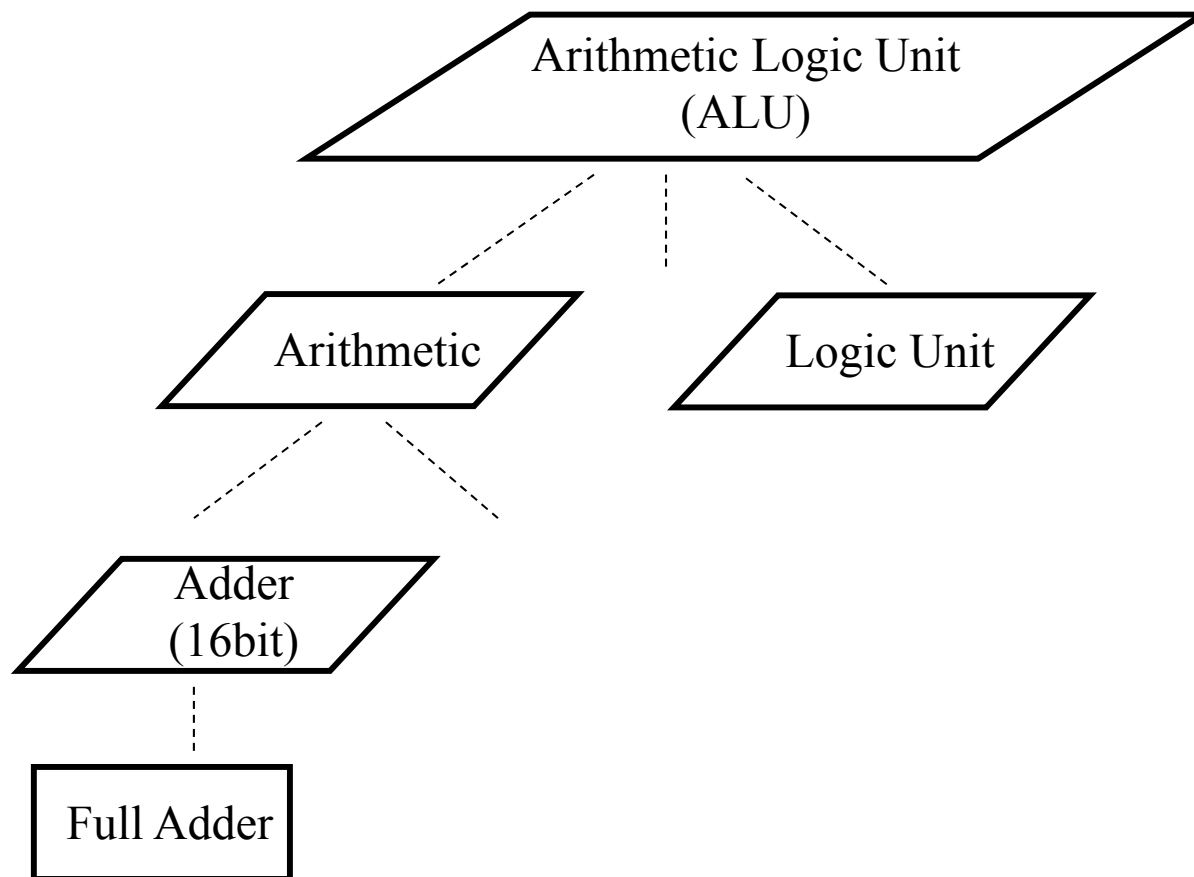 Arithmetic Logic Unit
(ALU)
Arithmetic
Logic Unit
Adder
(16bit)
Full Adder